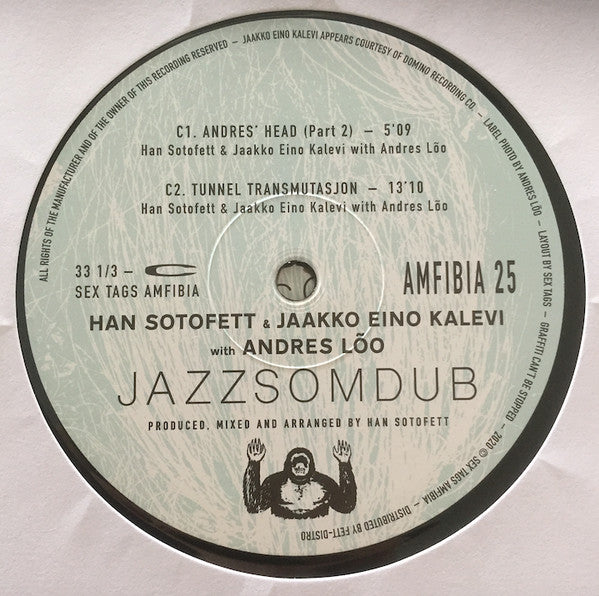 ALL RIGHTS OF THE MANUFACTURER AND OF THE OWNER OF THIS RECORDING RESERVED – JAAKKO EINO KALEVI APPEARS COURTESY OF DOMINO RECORDING CO. – LABEL PHOTO BY ANDRES LÕO – LAYOUT BY SEX TAGS – GRAFFITI CAN'T BE STOPPED – 2020 © SEX TAGS AMFIBIA – DISTRIBUTED BY FETT-DISTRO
C1. ANDRES' HEAD (Part 2) – 5'09
Han Sotofett & Jaakko Eino Kalevi with Andres Lõo
C2. TUNNEL TRANSMUTASJON – 13'10
Han Sotofett & Jaakko Eino Kalevi with Andres Lõo
33 1/3 – C
SEX TAGS AMFIBIA
AMFIBIA 25
HAN SOTOFETT & JAAKKO EINO KALEVI
with ANDRES LÕO
JAZZSOMDUB
PRODUCED, MIXED AND ARRANGED BY HAN SOTOFETT